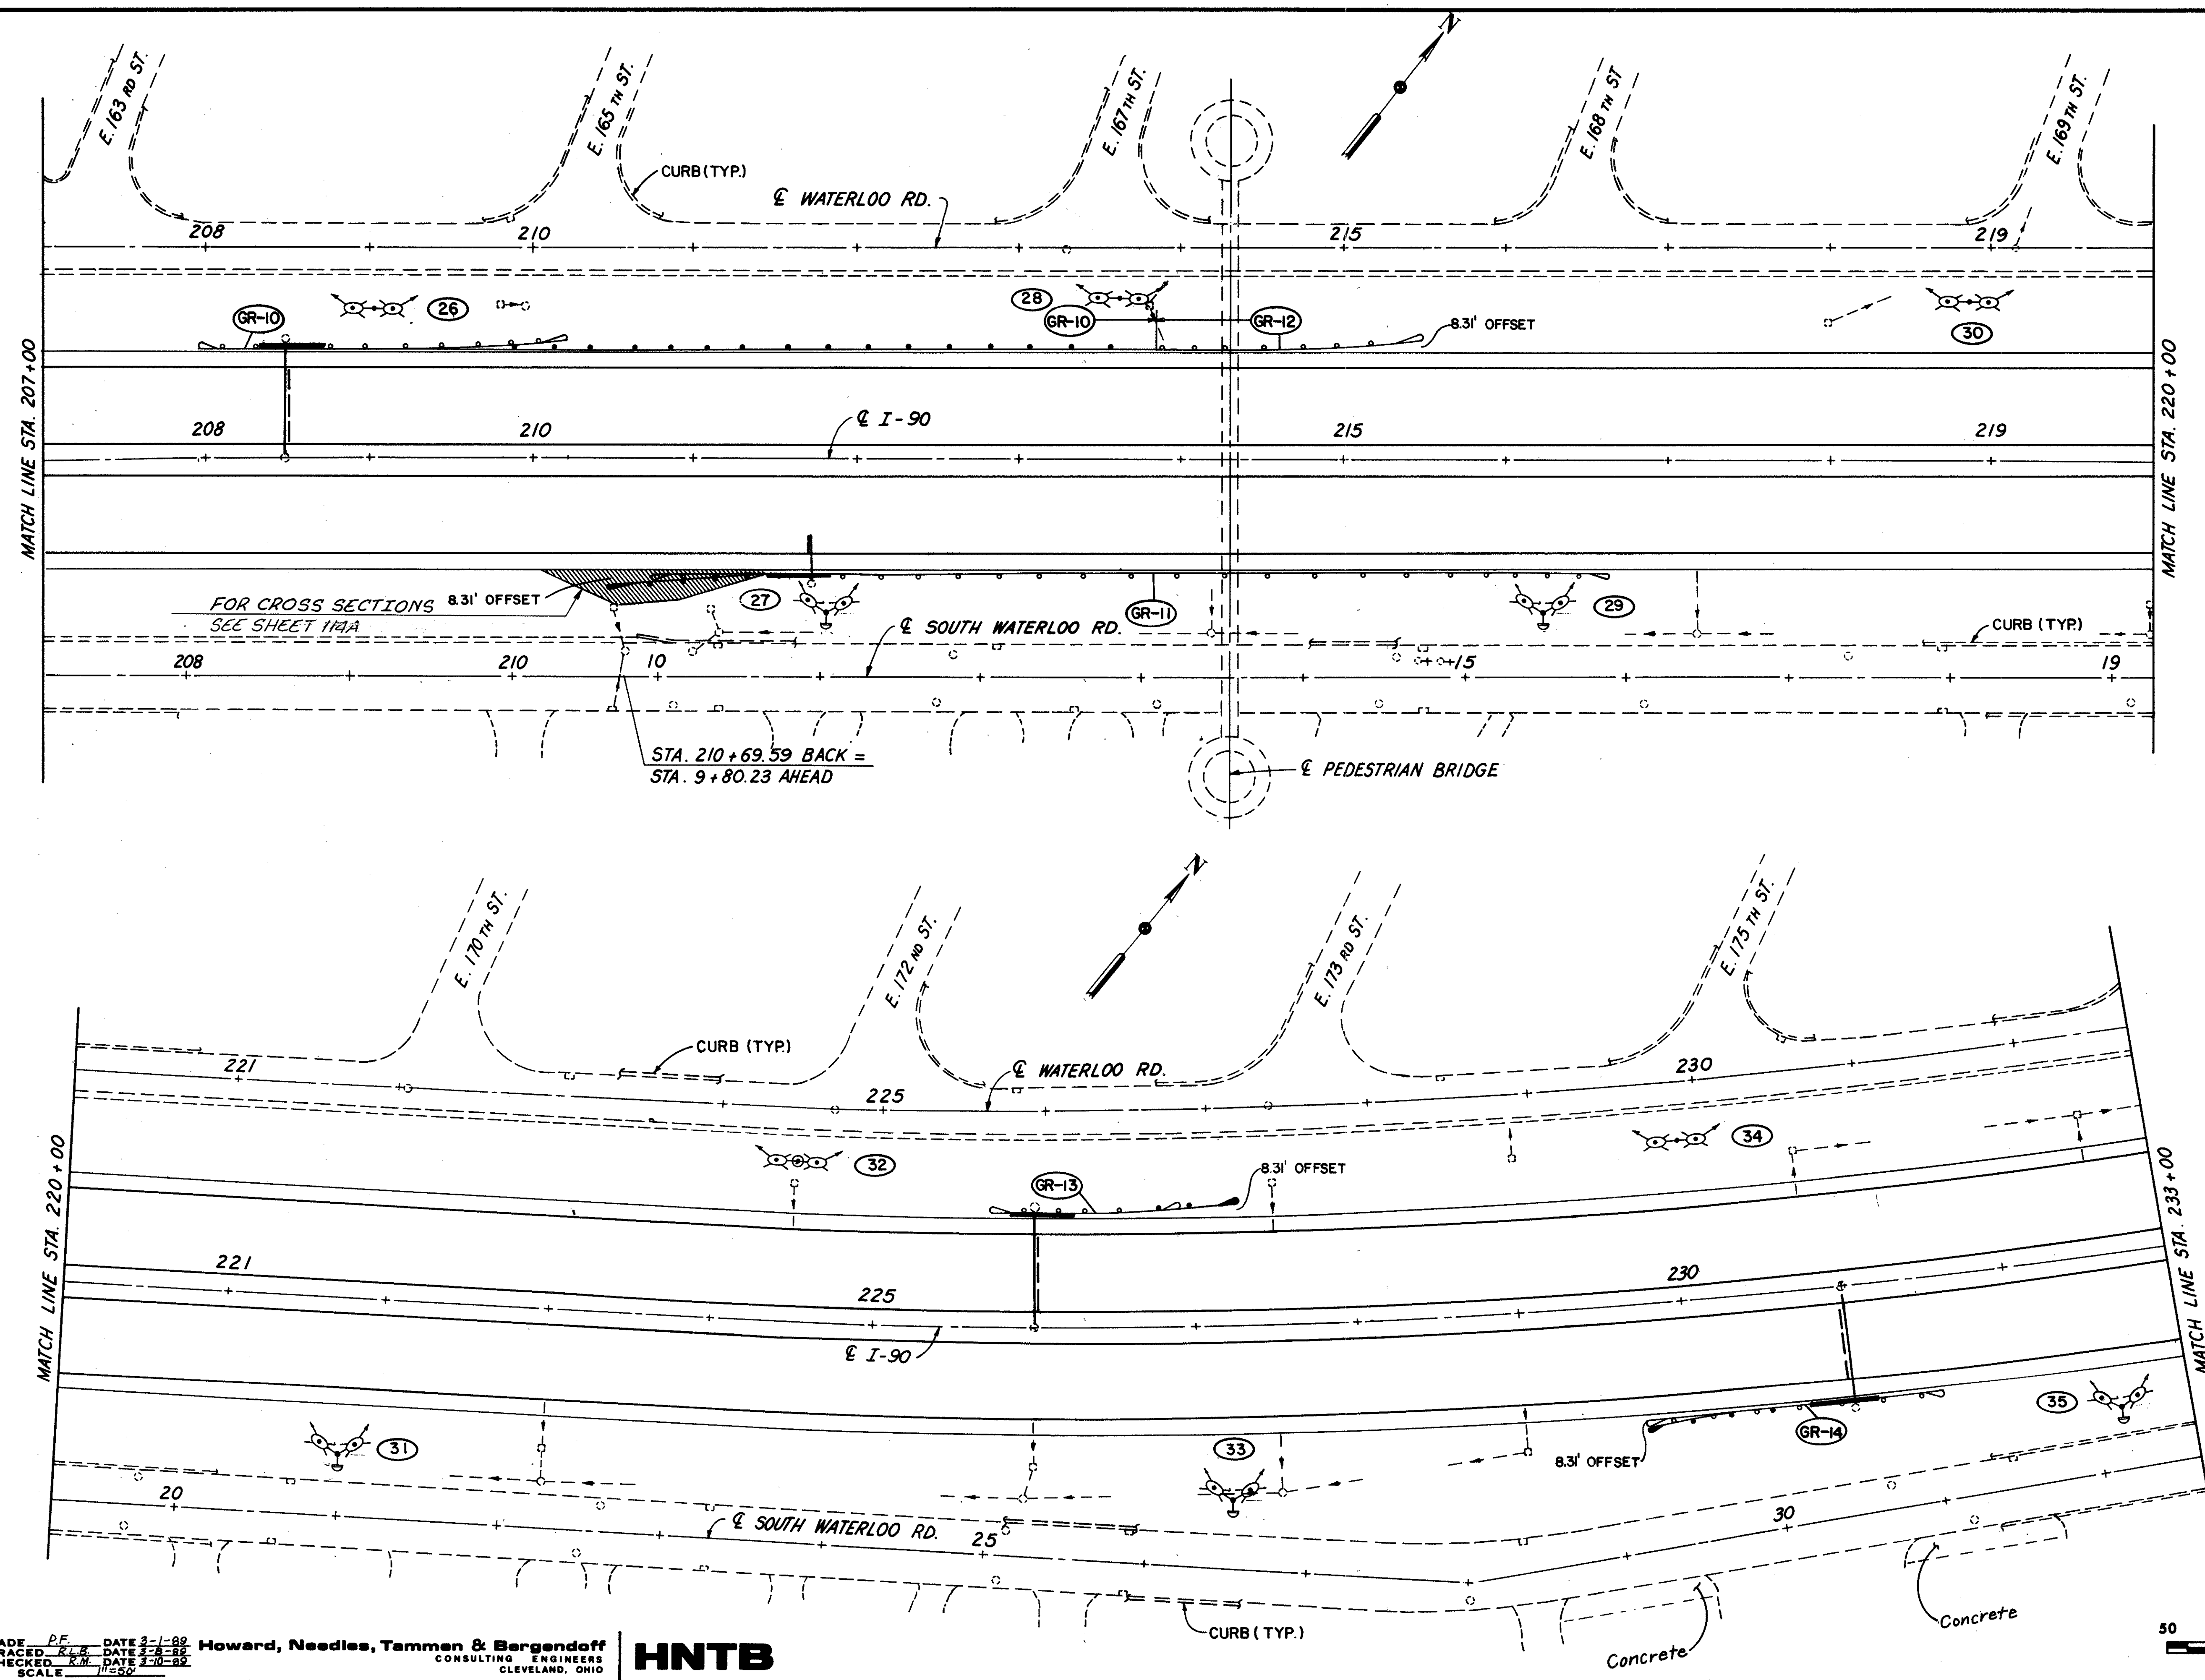 N
E. 163 RD ST.
E. 165 TH ST.
E. 167 TH ST.
E. 168 TH ST
E. 169 TH ST.
CURB (TYP.)
℄ WATERLOO RD.
208
210
215
219
26
28
30
GR-10
GR-10
GR-12
8.31' OFFSET
MATCH LINE STA. 207+00
MATCH LINE STA. 220+00
208
210
℄ I-90
215
219
FOR CROSS SECTIONS
SEE SHEET 114A
8.31' OFFSET
27
GR-11
29
℄ SOUTH WATERLOO RD.
CURB (TYP.)
208
210
10
15
19
STA. 210+69.59 BACK =
STA. 9+80.23 AHEAD
℄ PEDESTRIAN BRIDGE
N
E. 170 TH ST.
E. 172 ND ST.
E. 173 RD ST.
E. 175 TH ST.
CURB (TYP.)
℄ WATERLOO RD.
221
225
230
32
34
GR-13
8.31' OFFSET
MATCH LINE STA. 220+00
MATCH LINE STA. 233+00
221
225
230
℄ I-90
31
33
35
GR-14
8.31' OFFSET
20
℄ SOUTH WATERLOO RD.
25
30
CURB (TYP.)
Concrete
Concrete
ADE P.F. DATE 3-1-89
RACED R.L.B. DATE 3-8-89
HECKED R.M. DATE 3-10-89
SCALE 1"=50'
Howard, Needles, Tammen & Bergendoff
CONSULTING ENGINEERS
CLEVELAND, OHIO
HNTB
50